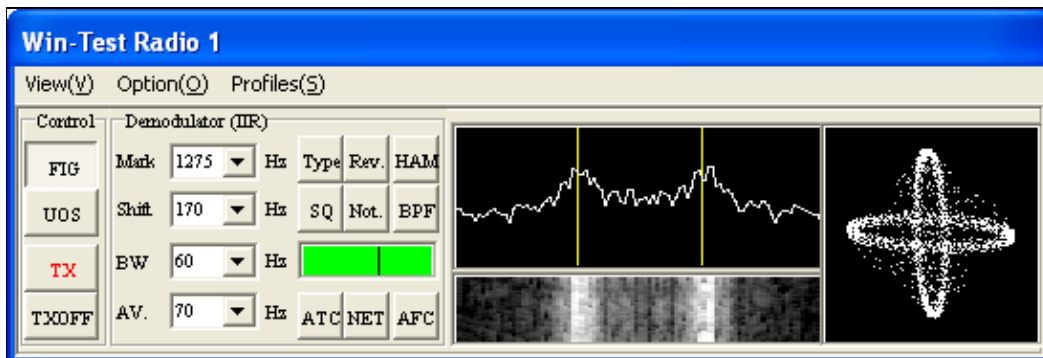 Win-Test Radio 1
View(V) Option(O) Profiles(S)
Control Demodulator (IIR)
FIG Mark 1275 Hz Type Rev. HAM
UOS Shift 170 Hz SQ Not. BPF
TX BW 60 Hz
TXOFF AV. 70 Hz ATC NET AFC